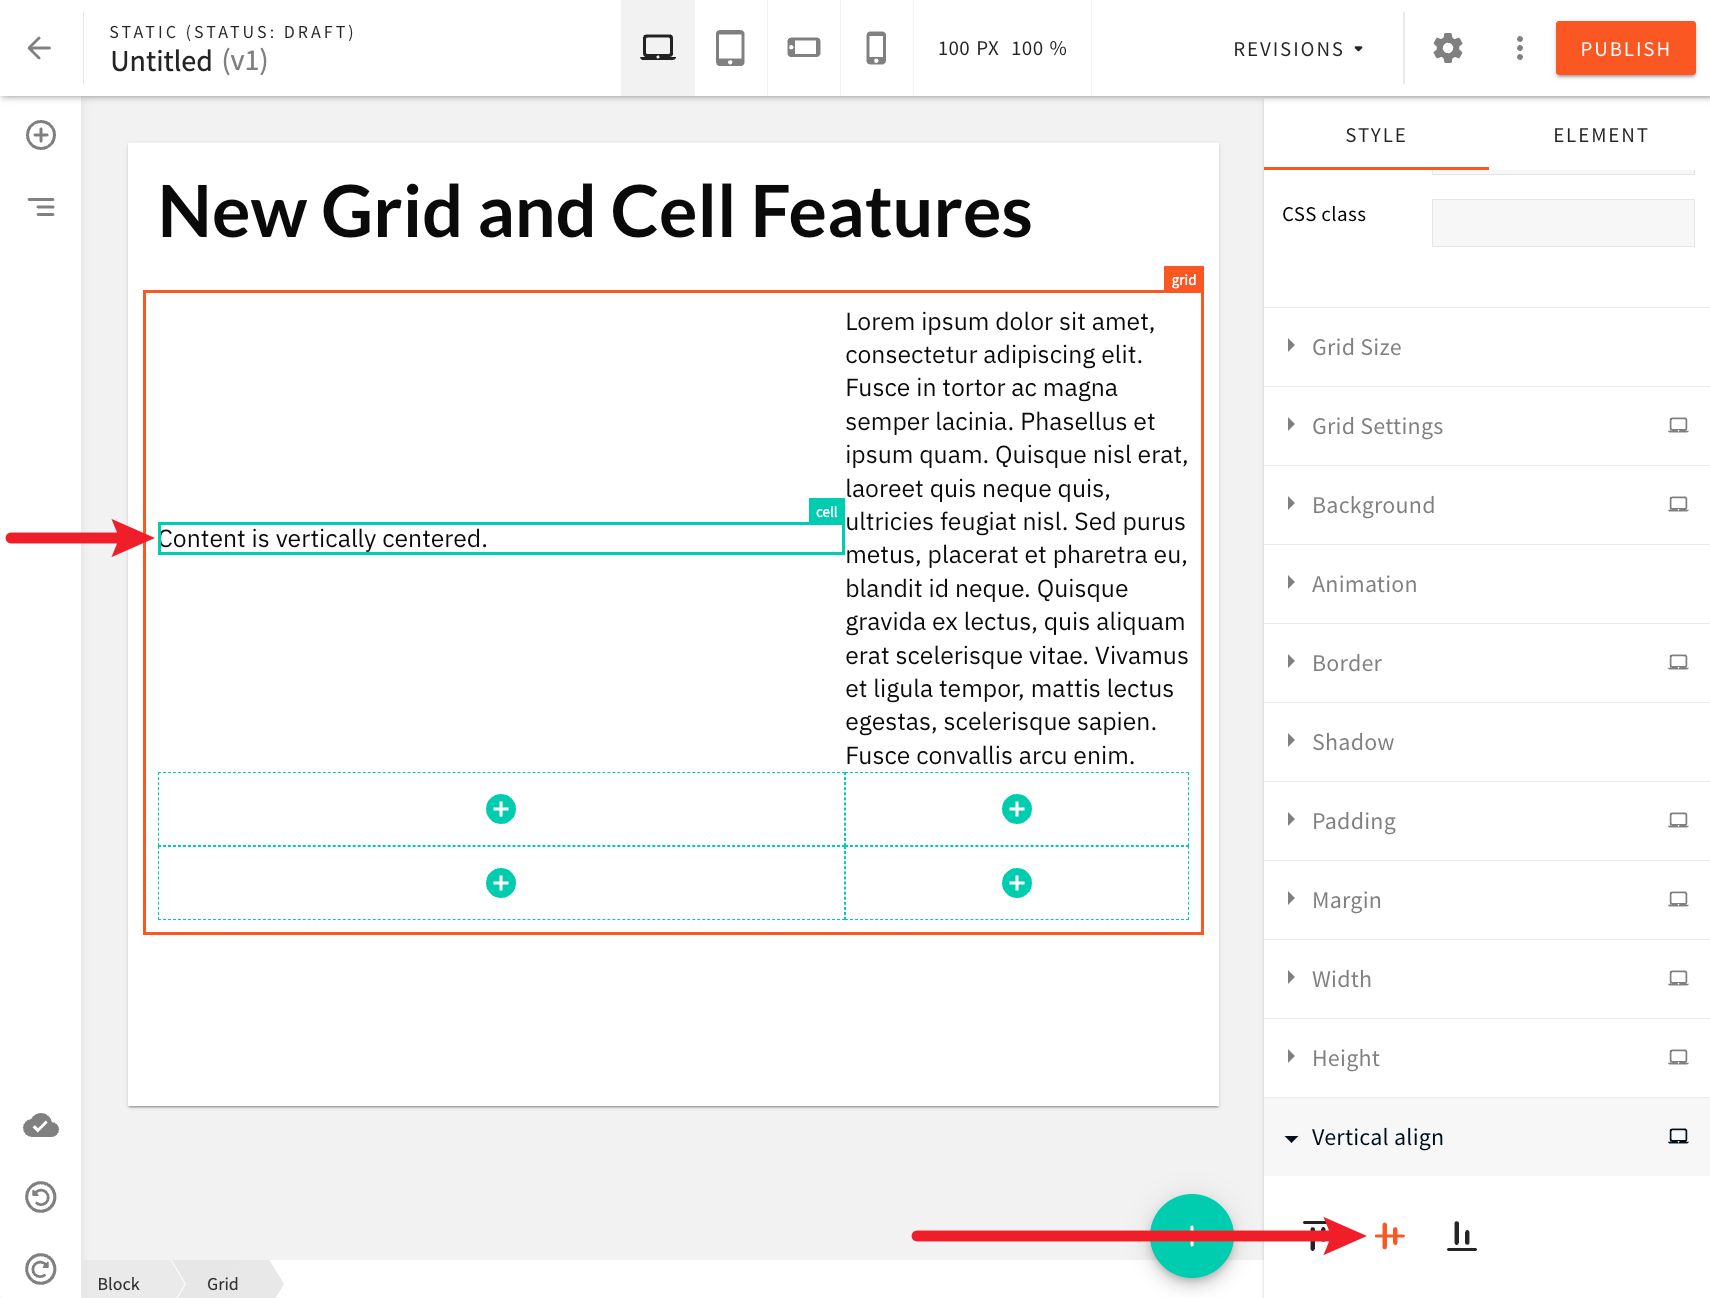 STATIC (STATUS: DRAFT)
Untitled (v1)
100 PX 100 %
REVISIONS
PUBLISH
STYLE ELEMENT
CSS class
New Grid and Cell Features
grid
Lorem ipsum dolor sit amet,
consectetur adipiscing elit.
Fusce in tortor ac magna
semper lacinia. Phasellus et
ipsum quam. Quisque nisl erat,
laoreet quis neque quis,
ultricies feugiat nisl. Sed purus
metus, placerat et pharetra eu,
blandit id neque. Quisque
gravida ex lectus, quis aliquam
erat scelerisque vitae. Vivamus
et ligula tempor, mattis lectus
egestas, scelerisque sapien.
Fusce convallis arcu enim.
cell
Content is vertically centered.
Grid Size
Grid Settings
Background
Animation
Border
Shadow
Padding
Margin
Width
Height
Vertical align
Block Grid